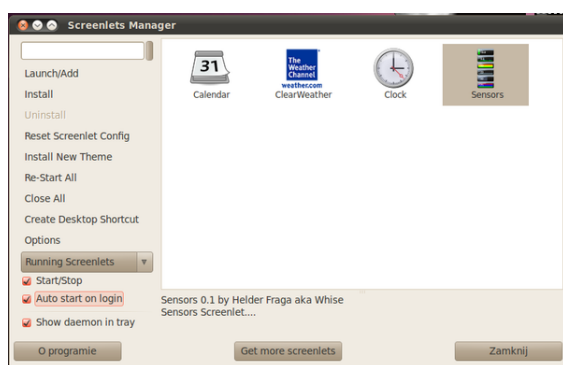 Screenlets Manager
Launch/Add
Install
Uninstall
Reset Screenlet Config
Install New Theme
Re-Start All
Close All
Create Desktop Shortcut
Options
Running Screenlets
Start/Stop
Auto start on login
Show daemon in tray
31
Calendar
The
Weather
Channel
weather.com
ClearWeather
Clock
Sensors
Sensors 0.1 by Helder Fraga aka Whise
Sensors Screenlet....
O programie
Get more screenlets
Zamknij